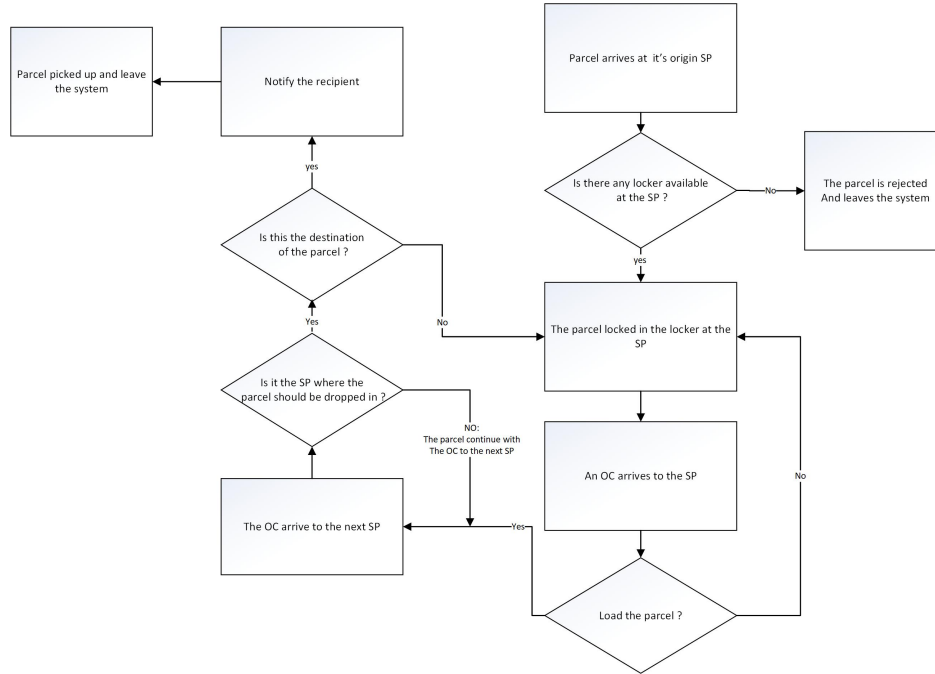 Parcel arrives at it's origin SP
Is there any locker available
at the SP ?
No
The parcel is rejected
And leaves the system
yes
The parcel locked in the locker at the
SP
An OC arrives to the SP
Load the parcel ?
No
Yes
The OC arrive to the next SP
Is it the SP where the
parcel should be dropped in ?
NO:
The parcel continue with
The OC to the next SP
Yes
Is this the destination
of the parcel ?
No
yes
Notify the recipient
Parcel picked up and leave
the system